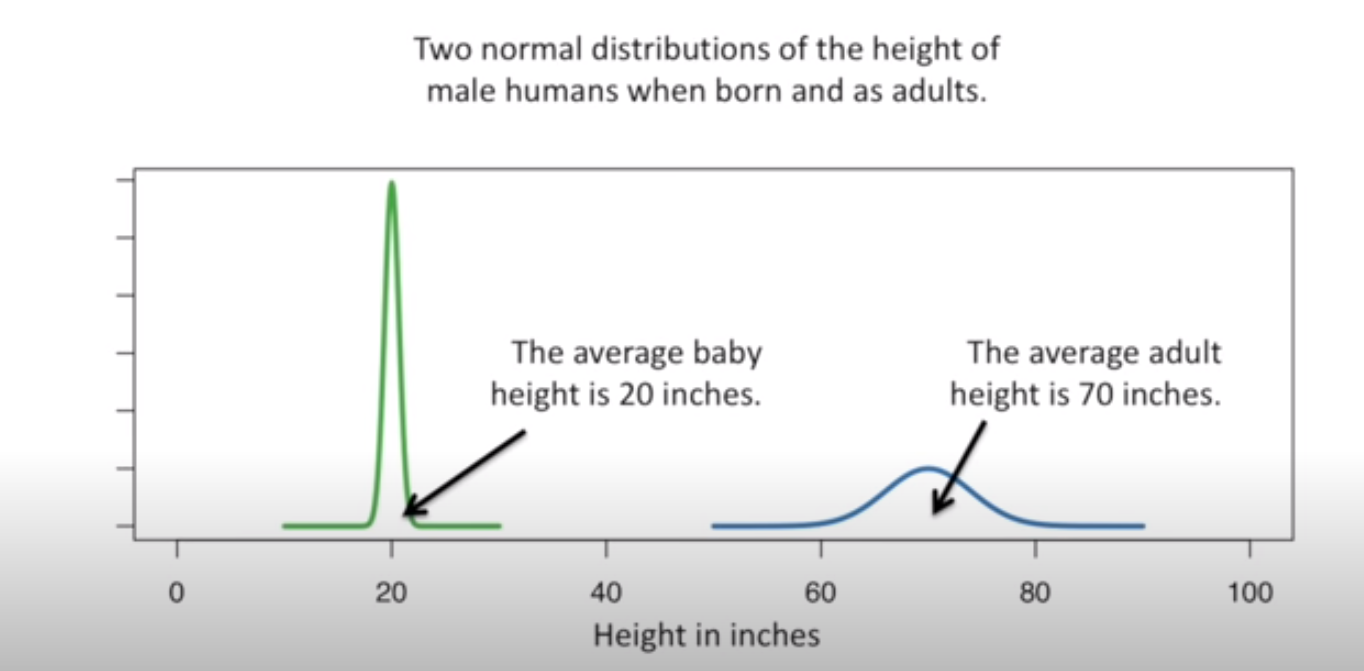 Two normal distributions of the height of
male humans when born and as adults.
The average baby
height is 20 inches.
The average adult
height is 70 inches.
0 20 40 60 80 100
Height in inches